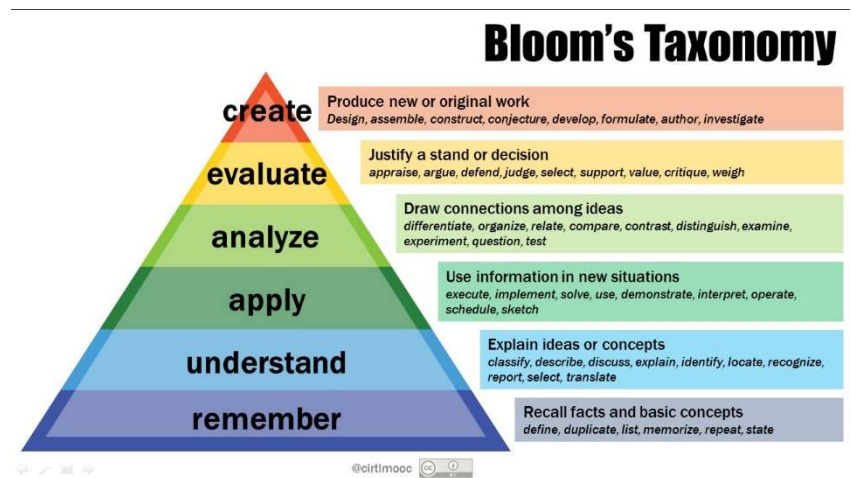 Bloom's Taxonomy
create
Produce new or original work
Design, assemble, construct, conjecture, develop, formulate, author, investigate
evaluate
Justify a stand or decision
appraise, argue, defend, judge, select, support, value, critique, weigh
analyze
Draw connections among ideas
differentiate, organize, relate, compare, contrast, distinguish, examine,
experiment, question, test
apply
Use information in new situations
execute, implement, solve, use, demonstrate, interpret, operate,
schedule, sketch
understand
Explain ideas or concepts
classify, describe, discuss, explain, identify, locate, recognize,
report, select, translate
remember
Recall facts and basic concepts
define, duplicate, list, memorize, repeat, state
@cirtlmooc
cc
BY